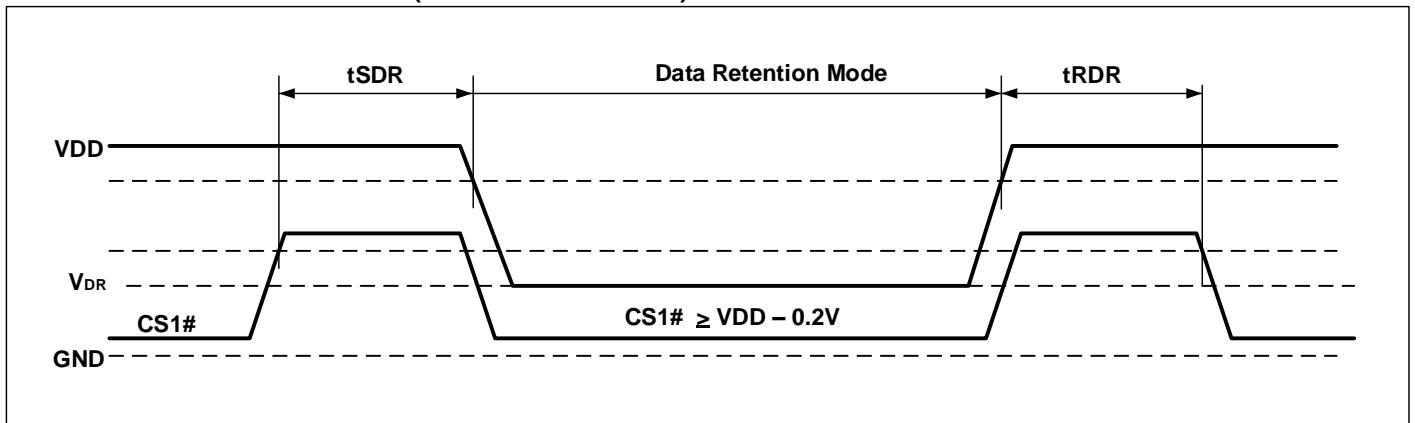 tSDR
Data Retention Mode
tRDR
VDD
VDR
CS1#
CS1# ≥ VDD – 0.2V
GND